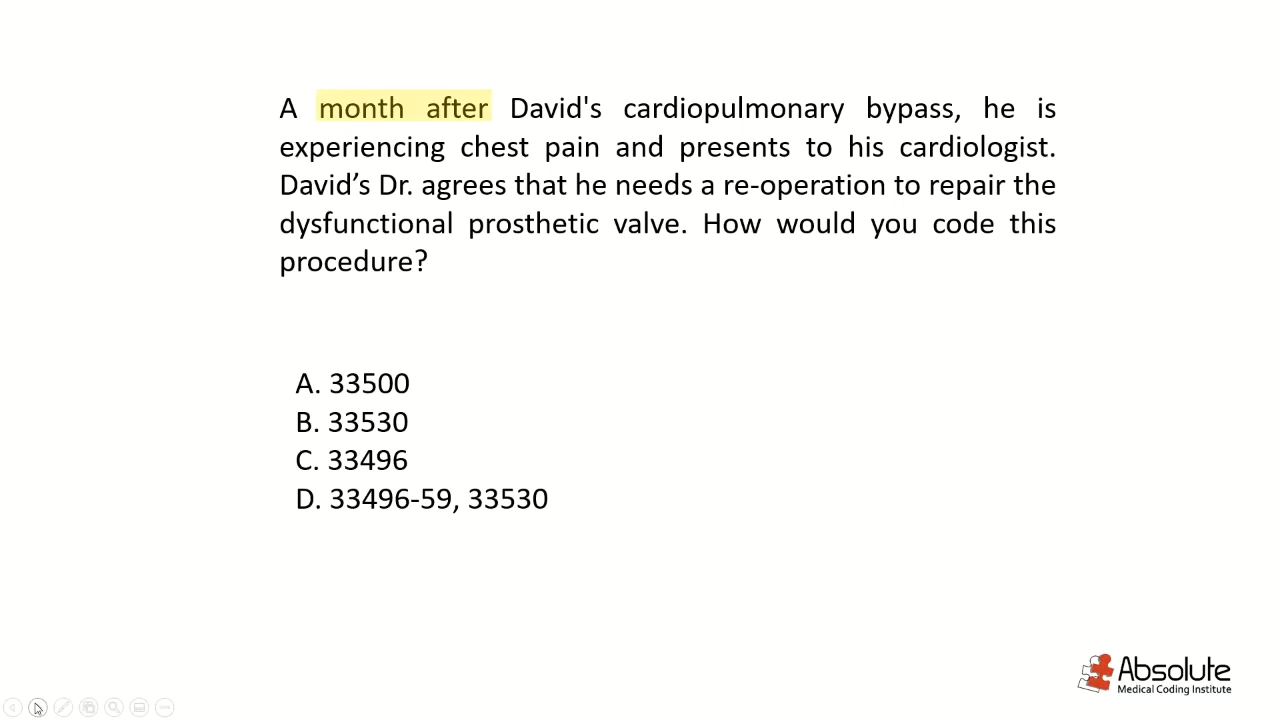 A month after David's cardiopulmonary bypass, he is
experiencing chest pain and presents to his cardiologist.
David’s Dr. agrees that he needs a re-operation to repair the
dysfunctional prosthetic valve. How would you code this
procedure?
A. 33500
B. 33530
C. 33496
D. 33496-59, 33530
Absolute
Medical Coding Institute